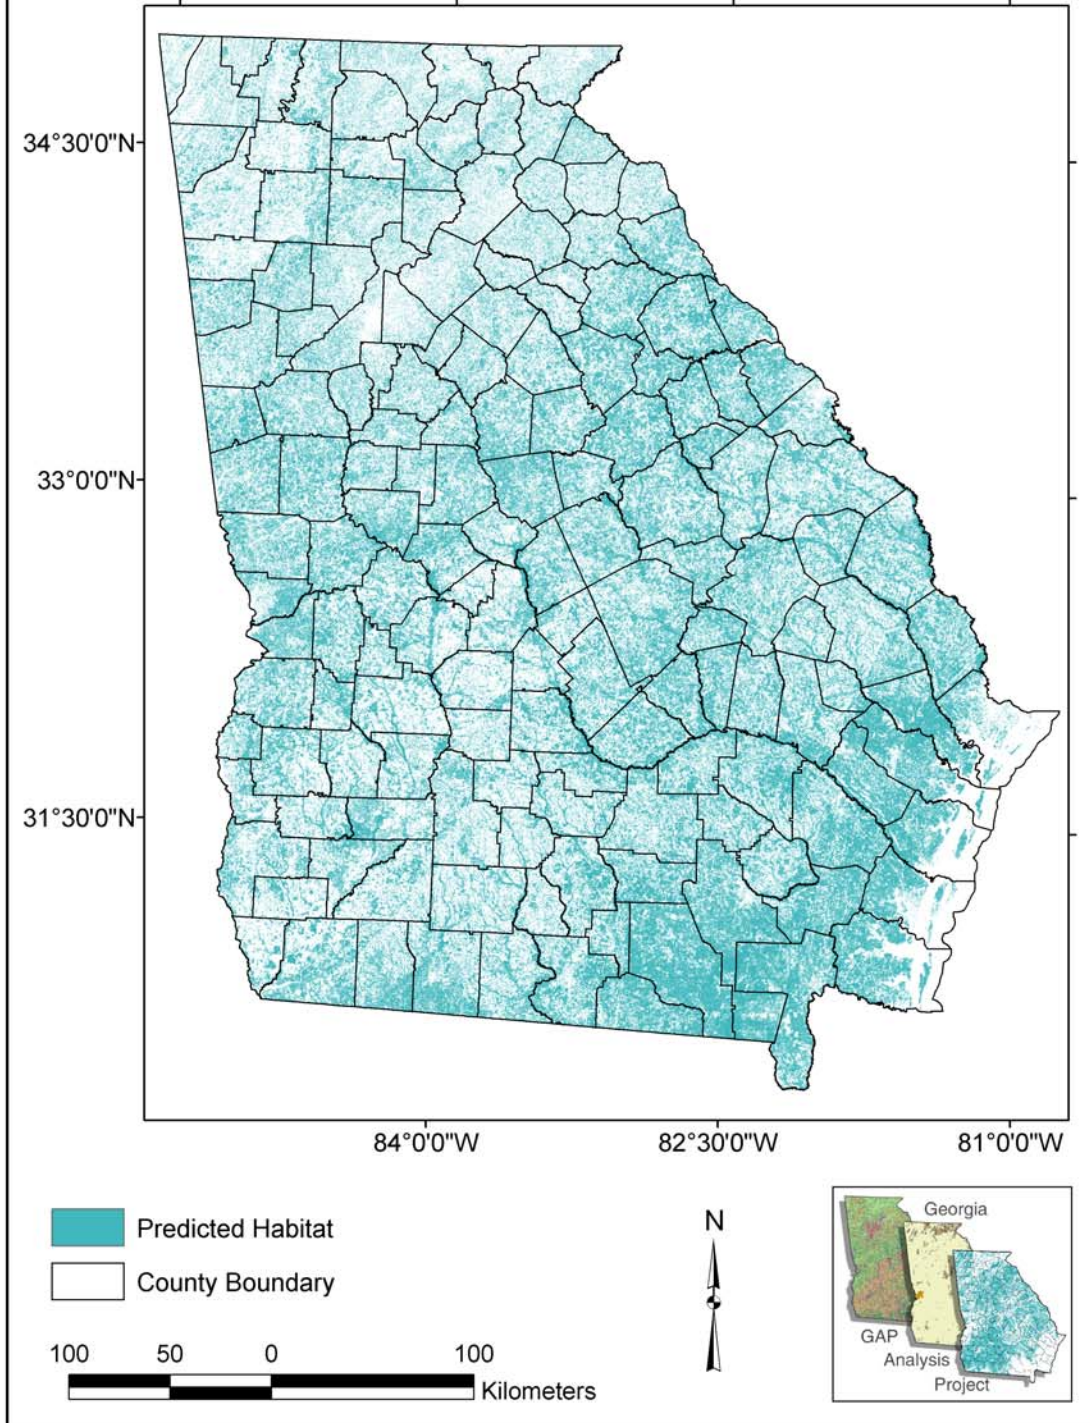 34°30'0"N
33°0'0"N
31°30'0"N
84°0'0"W 82°30'0"W 81°0'0"W
Predicted Habitat
County Boundary
100 50 0 100
Kilometers
N
Georgia
GAP
Analysis
Project